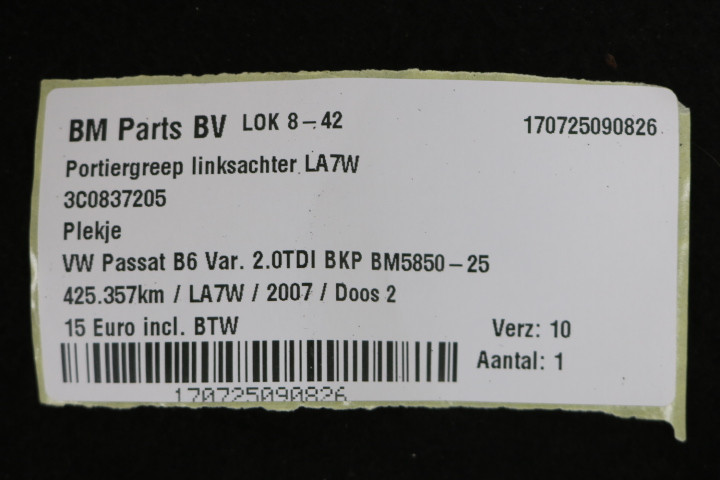 BM Parts BV LOK 8-42 170725090826
Portiergreep linksachter LA7W
3C0837205
Plekje
VW Passat B6 Var. 2.0TDI BKP BM5850-25
425.357km / LA7W / 2007 / Doos 2
15 Euro incl. BTW Verz: 10
Aantal: 1
170725090826